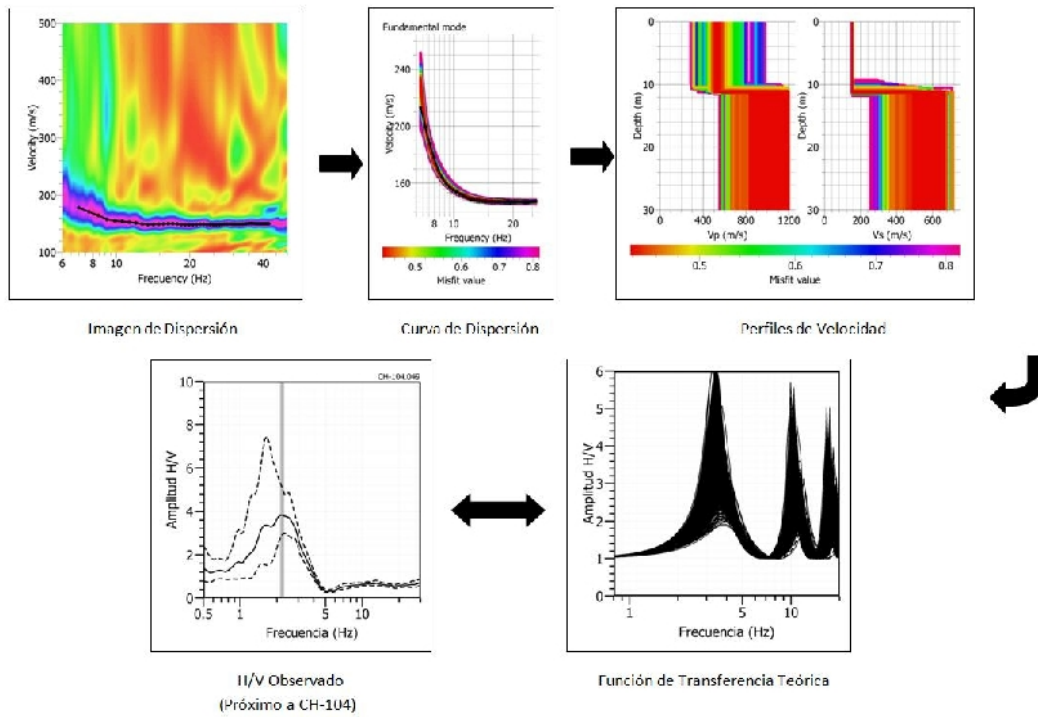 500
400
300
200
100
Velocity (m/s)
6 8 10 20 40
Frequency (Hz)
Imagen de Dispersión
Fundamental mode
240
200
160
Velocity (m/s)
8 10 20
Frequency (Hz)
0.5 0.6 0.7 0.8
Misfit value
Curva de Dispersión
0
10
20
30
Depth (m)
0 400 800 1200
Vp (m/s)
0
10
20
30
Depth (m)
0 200 400 600
Vs (m/s)
0.5 0.6 0.7 0.8
Misfit value
Perfiles de Velocidad
CH-104.046
10
8
6
4
2
0
Amplitud H/V
0.5 1 5 10
Frecuencia (Hz)
H/V Observado
(Próximo a CH-104)
6
5
4
3
2
1
0
Amplitud H/V
1 5 10
Frecuencia (Hz)
Función de Transferencia Teórica